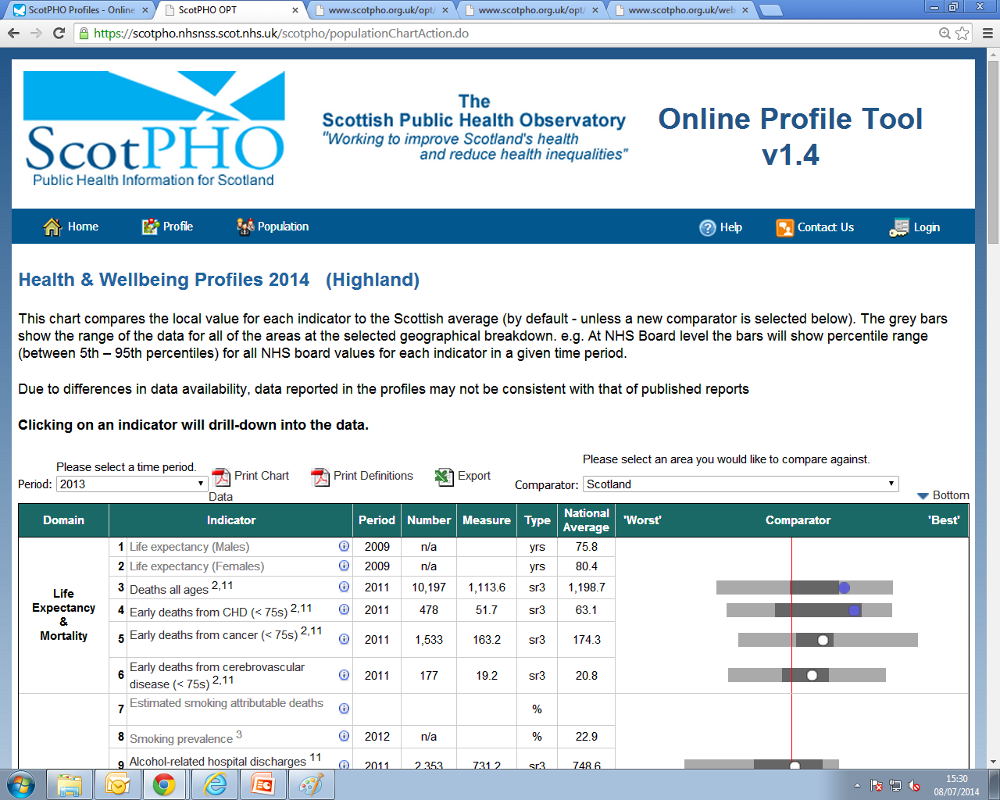 ScotPHO Profiles - Online
ScotPHO OPT
www.scotpho.org.uk/opt/
www.scotpho.org.uk/opt/
www.scotpho.org.uk/web
https://scotpho.nhsnss.scot.nhs.uk/scotpho/populationChartAction.do
ScotPHO
Public Health Information for Scotland
The
Scottish Public Health Observatory
"Working to improve Scotland's health
and reduce health inequalities"
Online Profile Tool
v1.4
Home Profile Population Help Contact Us Login
Health & Wellbeing Profiles 2014 (Highland)
This chart compares the local value for each indicator to the Scottish average (by default - unless a new comparator is selected below). The grey bars
show the range of the data for all of the areas at the selected geographical breakdown. e.g. At NHS Board level the bars will show percentile range
(between 5th – 95th percentiles) for all NHS board values for each indicator in a given time period.
Due to differences in data availability, data reported in the profiles may not be consistent with that of published reports
Clicking on an indicator will drill-down into the data.
Please select a time period.
Period: 2013
Print Chart
Data
Print Definitions
Export
Please select an area you would like to compare against.
Comparator: Scotland
Bottom
Domain Indicator Period Number Measure Type National Average 'Worst' Comparator 'Best'
Life
Expectancy
&
Mortality
1 Life expectancy (Males) 2009 n/a yrs 75.8
2 Life expectancy (Females) 2009 n/a yrs 80.4
3 Deaths all ages 2,11 2011 10,197 1,113.6 sr3 1,198.7
4 Early deaths from CHD (< 75s) 2,11 2011 478 51.7 sr3 63.1
5 Early deaths from cancer (< 75s) 2,11 2011 1,533 163.2 sr3 174.3
6 Early deaths from cerebrovascular
disease (< 75s) 2,11 2011 177 19.2 sr3 20.8
7 Estimated smoking attributable deaths %
8 Smoking prevalence 3 2012 n/a % 22.9
9 Alcohol-related hospital discharges 11 2011 2,353 731.2 sr3 748.6
15:30
08/07/2014